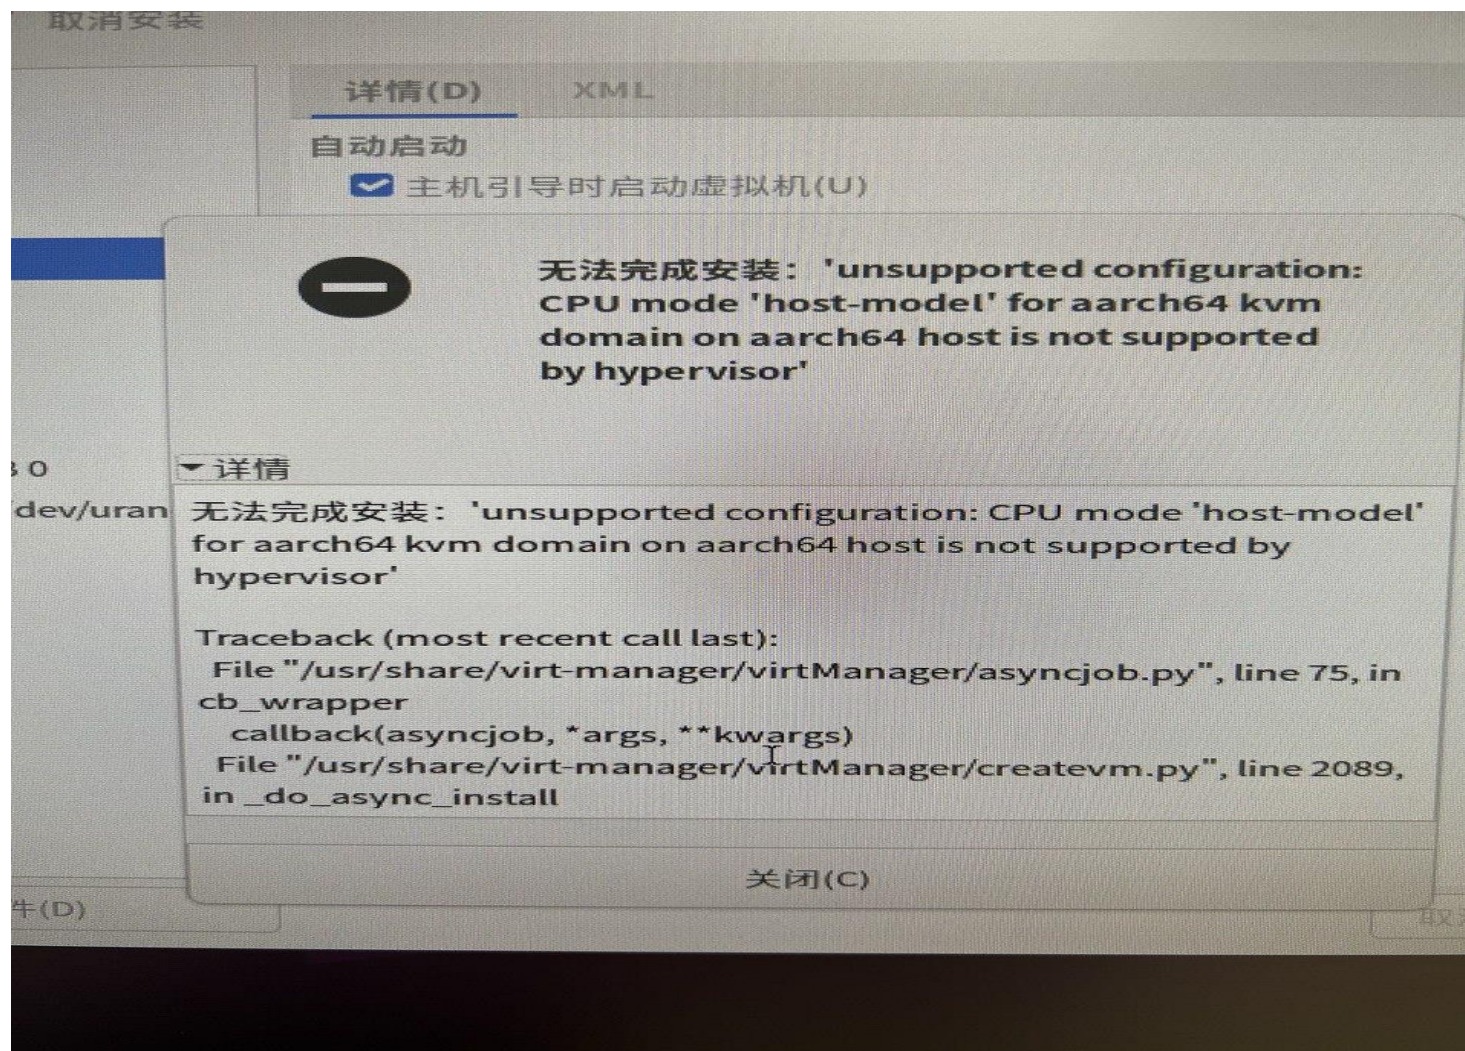 取消安装
详情(D) XML
自动启动
主机引导时启动虚拟机(U)
无法完成安装：'unsupported configuration:
CPU mode 'host-model' for aarch64 kvm
domain on aarch64 host is not supported
by hypervisor'
0
详情
dev/uran
无法完成安装：'unsupported configuration: CPU mode 'host-model'
for aarch64 kvm domain on aarch64 host is not supported by
hypervisor'
Traceback (most recent call last):
File "/usr/share/virt-manager/virtManager/asyncjob.py", line 75, in
cb_wrapper
callback(asyncjob, *args, **kwargs)
File "/usr/share/virt-manager/virtManager/createvm.py", line 2089,
in _do_async_install
关闭(C)
件(D)
取